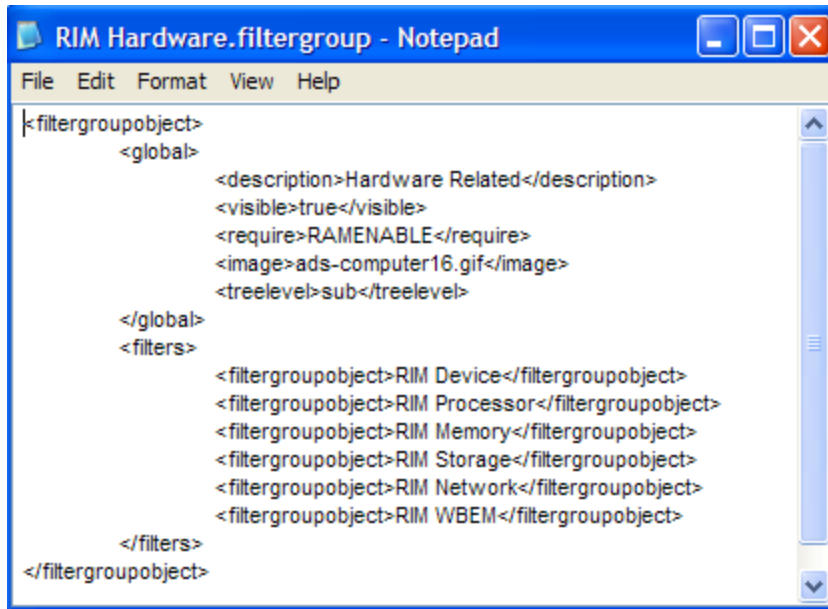 RIM Hardware.filtergroup - Notepad
File Edit Format View Help
<filtergroupobject>
<global>
<description>Hardware Related</description>
<visible>true</visible>
<require>RAMENABLE</require>
<image>ads-computer16.gif</image>
<treelevel>sub</treelevel>
</global>
<filters>
<filtergroupobject>RIM Device</filtergroupobject>
<filtergroupobject>RIM Processor</filtergroupobject>
<filtergroupobject>RIM Memory</filtergroupobject>
<filtergroupobject>RIM Storage</filtergroupobject>
<filtergroupobject>RIM Network</filtergroupobject>
<filtergroupobject>RIM WBEM</filtergroupobject>
</filters>
</filtergroupobject>